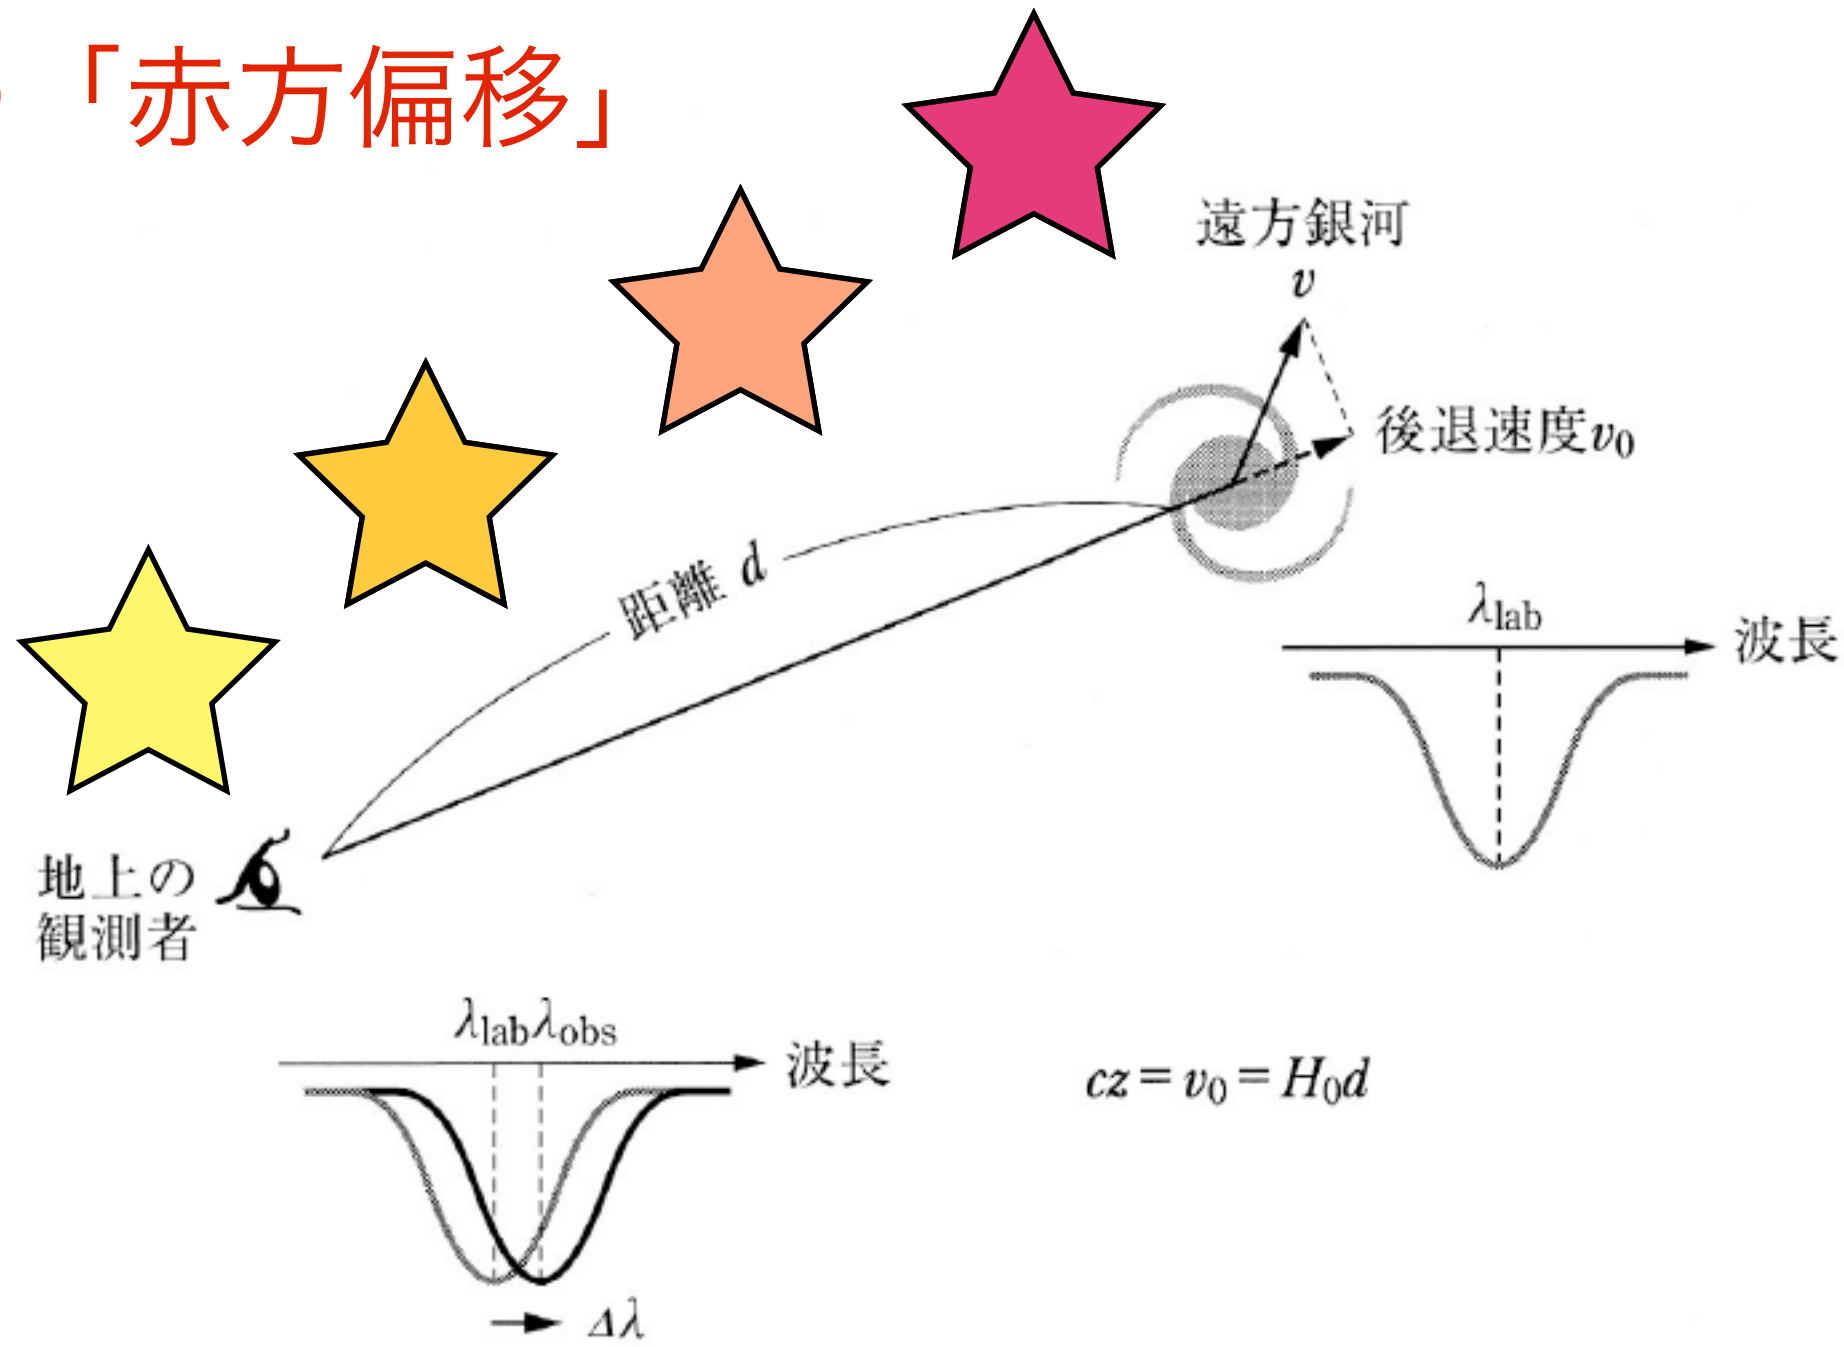 「赤方偏移」
遠方銀河
v
後退速度v₀
距離 d
λlab
波長
地上の
観測者
λlabλobs
波長
cz = v₀ = H₀d
Δλ